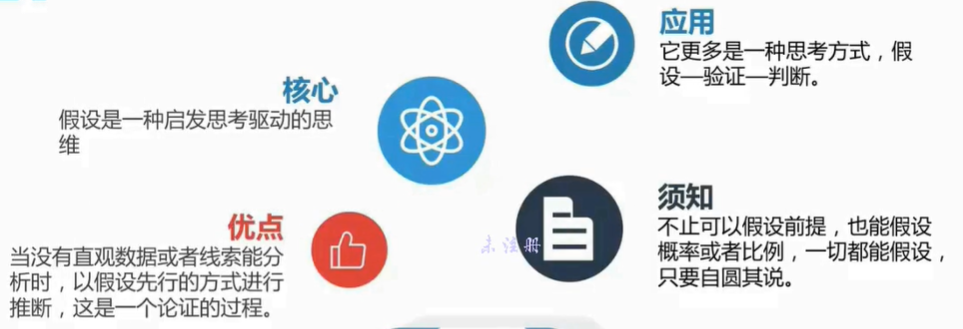 应用
它更多是一种思考方式，假
设—验证—判断。
核心
假设是一种启发思考驱动的思
维
须知
不止可以假设前提，也能假设
概率或者比例，一切都能假设，
只要自圆其说。
优点
当没有直观数据或者线索能分
析时，以假设先行的方式进行
推断，这是一个论证的过程。
未注册